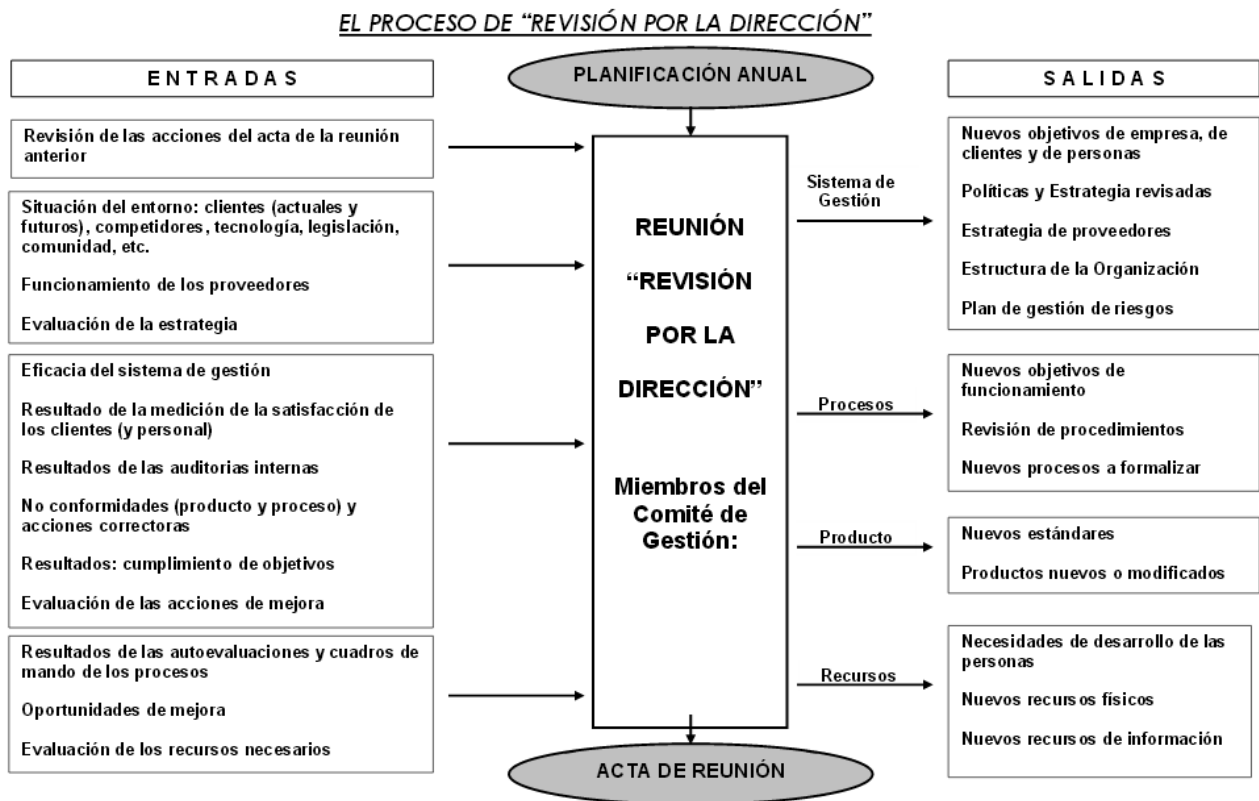 EL PROCESO DE “REVISIÓN POR LA DIRECCIÓN”
ENTRADAS
Revisión de las acciones del acta de la reunión
anterior
Situación del entorno: clientes (actuales y
futuros), competidores, tecnología, legislación,
comunidad, etc.
Funcionamiento de los proveedores
Evaluación de la estrategia
Eficacia del sistema de gestión
Resultado de la medición de la satisfacción de
los clientes (y personal)
Resultados de las auditorias internas
No conformidades (producto y proceso) y
acciones correctoras
Resultados: cumplimiento de objetivos
Evaluación de las acciones de mejora
Resultados de las autoevaluaciones y cuadros de
mando de los procesos
Oportunidades de mejora
Evaluación de los recursos necesarios
PLANIFICACIÓN ANUAL
REUNIÓN
“REVISIÓN
POR LA
DIRECCIÓN”
Miembros del
Comité de
Gestión:
ACTA DE REUNIÓN
Sistema de
Gestión
Procesos
Producto
Recursos
SALIDAS
Nuevos objetivos de empresa, de
clientes y de personas
Políticas y Estrategia revisadas
Estrategia de proveedores
Estructura de la Organización
Plan de gestión de riesgos
Nuevos objetivos de
funcionamiento
Revisión de procedimientos
Nuevos procesos a formalizar
Nuevos estándares
Productos nuevos o modificados
Necesidades de desarrollo de las
personas
Nuevos recursos físicos
Nuevos recursos de información